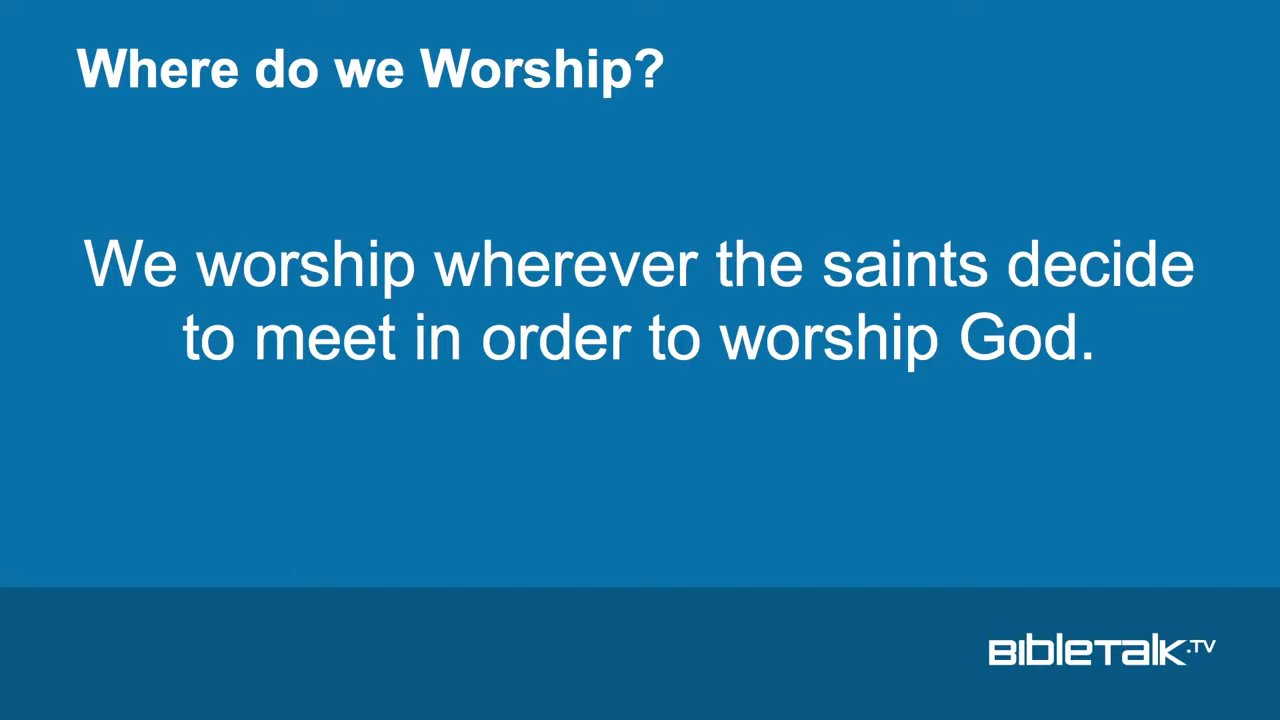 Where do we Worship?
We worship wherever the saints decide
to meet in order to worship God.
BIBLETALK.TV